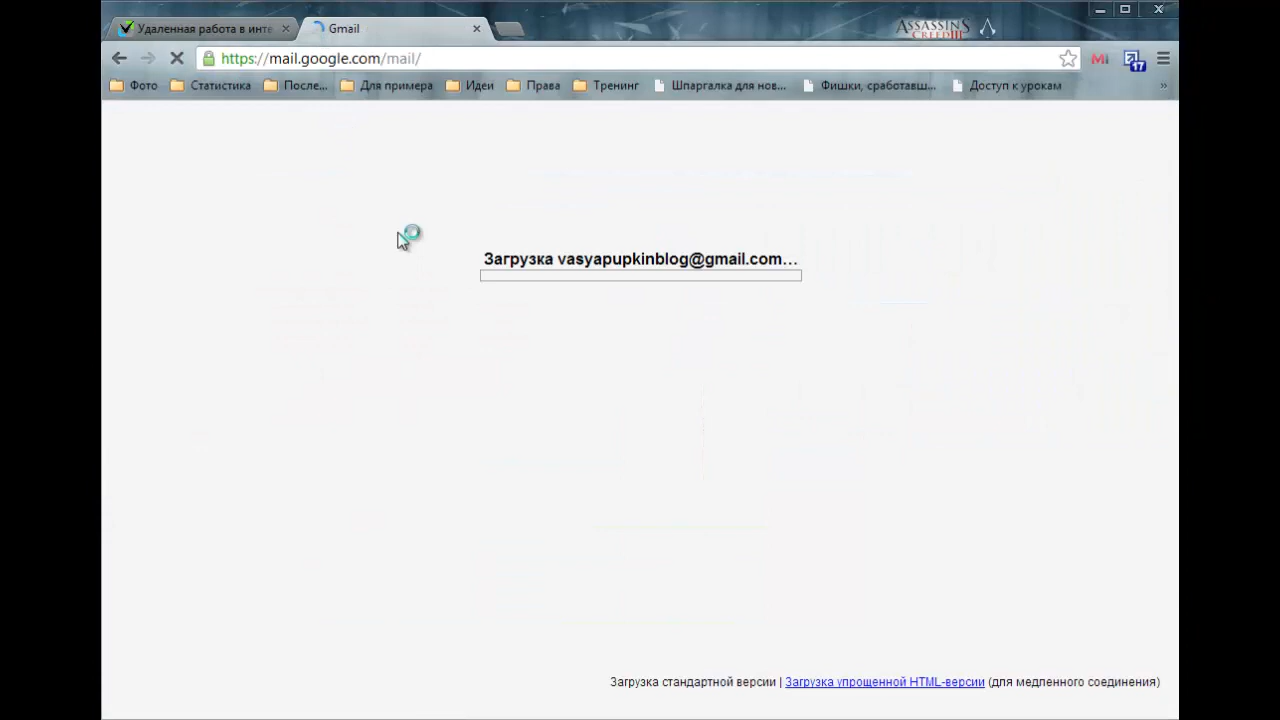 Удаленная работа в инте
Gmail
ASSASSINS
CREED III
https://mail.google.com/mail/
M
17
Фото
Статистика
После...
Для примера
Идеи
Права
Тренинг
Шпаргалка для нов...
Фишки, сработавш...
Доступ к урокам
»
Загрузка vasyapupkinblog@gmail.com…
Загрузка стандартной версии | Загрузка упрощенной HTML-версии (для медленного соединения)